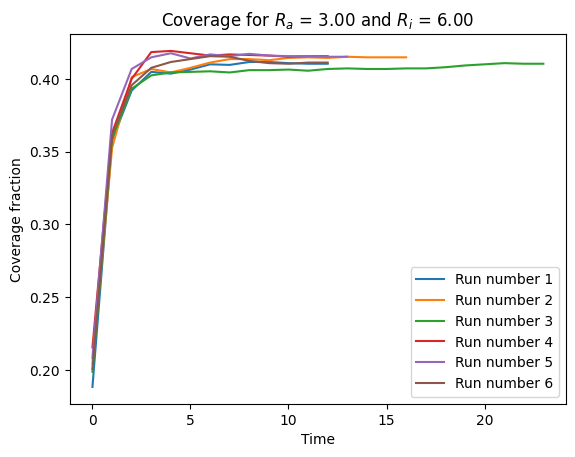 Coverage for R_a = 3.00 and R_i = 6.00
Coverage fraction
0.40
0.35
0.30
0.25
0.20
Run number 1
Run number 2
Run number 3
Run number 4
Run number 5
Run number 6
0 5 10 15 20
Time